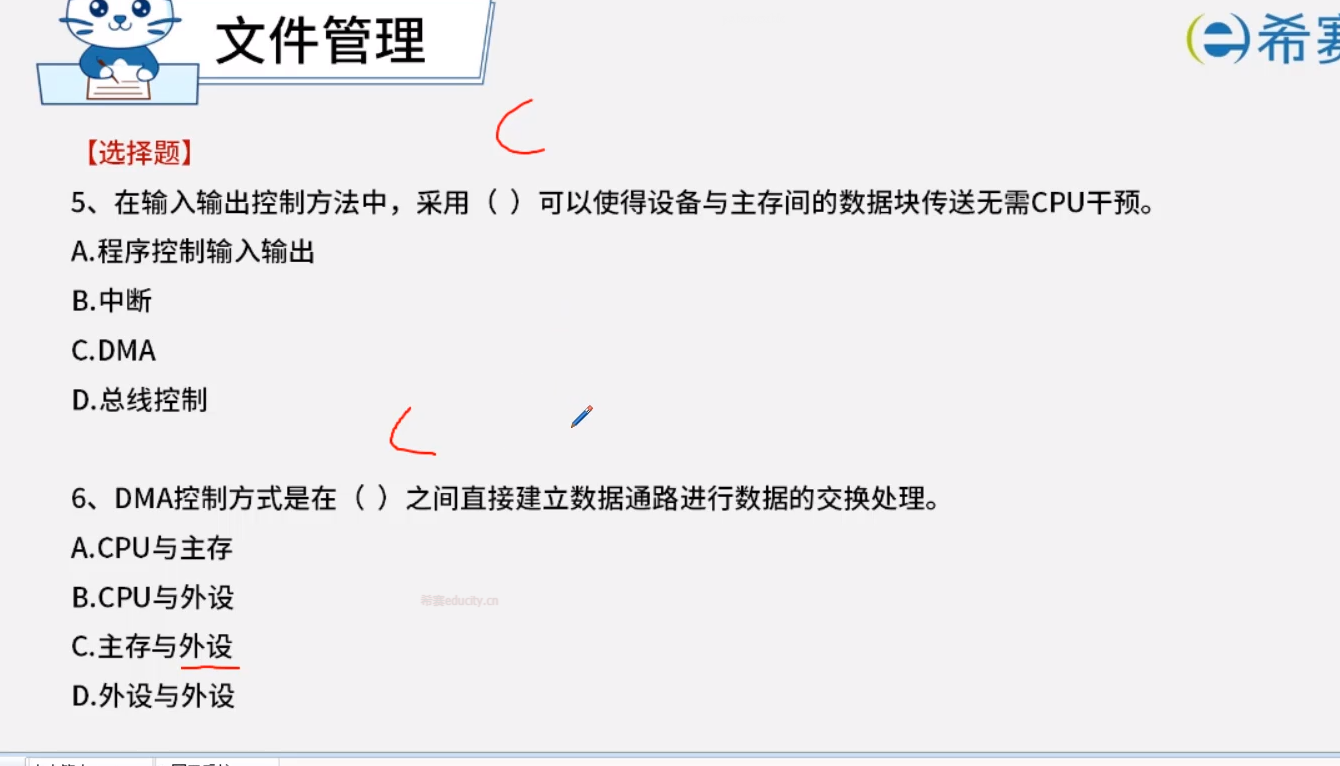 文件管理
希赛
C
【选择题】
5、在输入输出控制方法中，采用（ ）可以使得设备与主存间的数据块传送无需CPU干预。
A.程序控制输入输出
B.中断
C.DMA
D.总线控制
C
6、DMA控制方式是在（ ）之间直接建立数据通路进行数据的交换处理。
A.CPU与主存
B.CPU与外设
希赛educity.cn
C.主存与外设
D.外设与外设